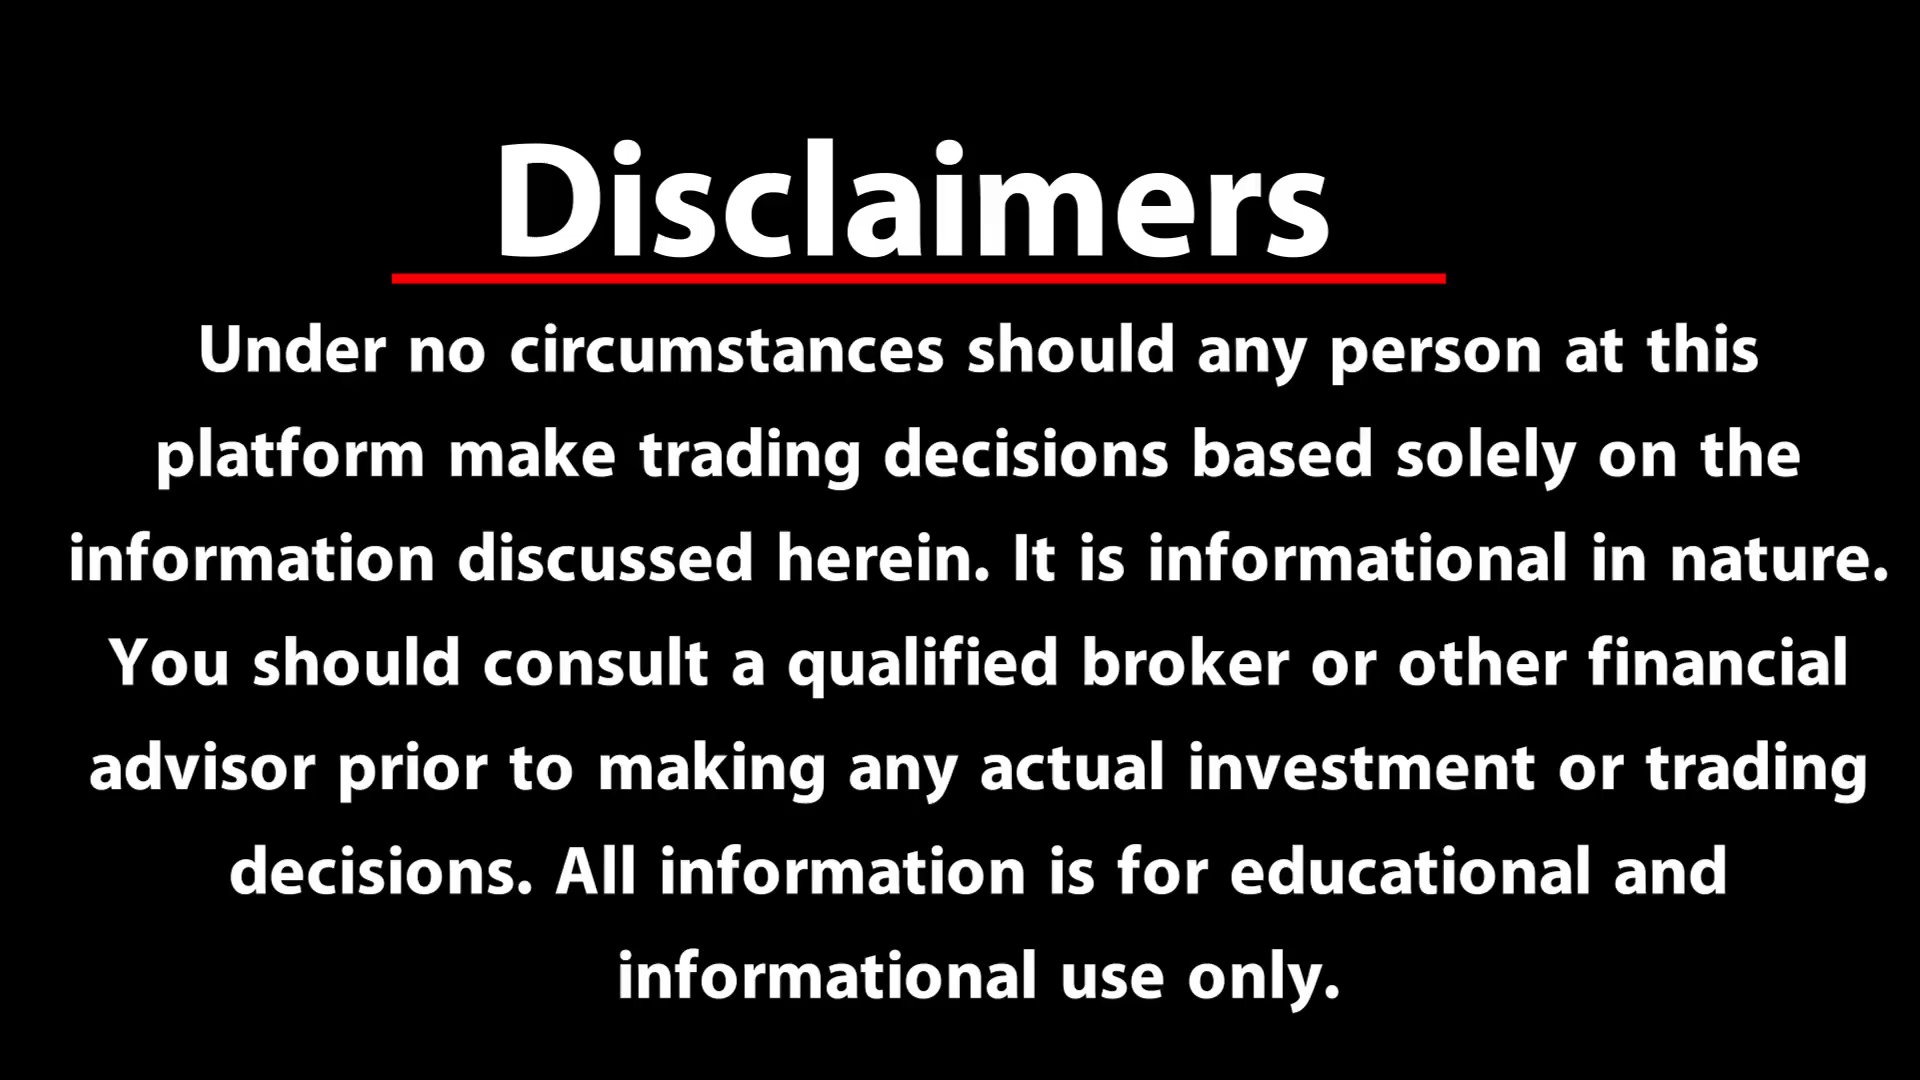 Disclaimers
Under no circumstances should any person at this
platform make trading decisions based solely on the
information discussed herein. It is informational in nature.
You should consult a qualified broker or other financial
advisor prior to making any actual investment or trading
decisions. All information is for educational and
informational use only.